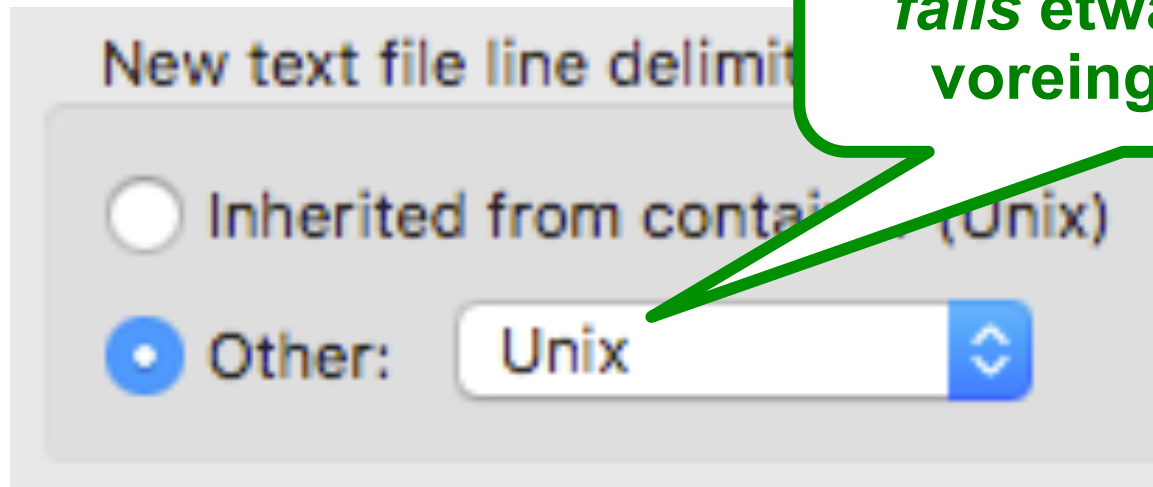 falls etwa
voreing
New text file line delimit
Inherited from contai (Unix)
Other: Unix